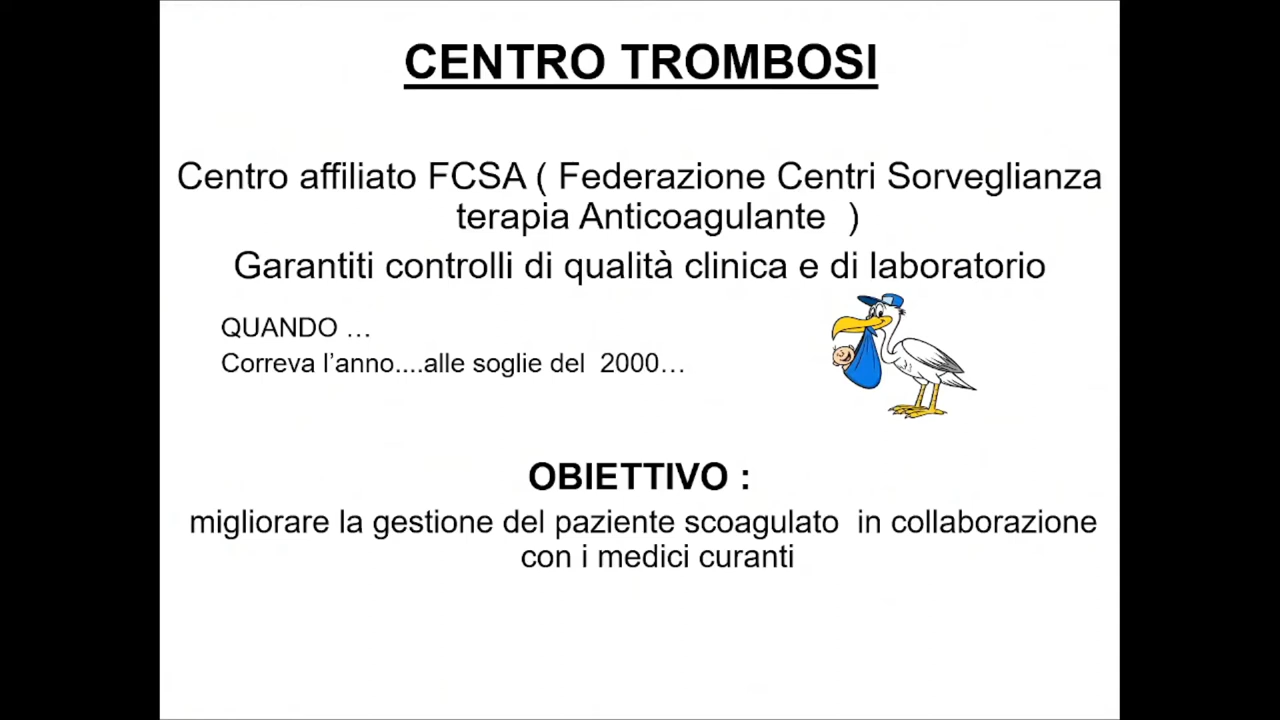 CENTRO TROMBOSI
Centro affiliato FCSA ( Federazione Centri Sorveglianza
terapia Anticoagulante  )
Garantiti controlli di qualità clinica e di laboratorio
QUANDO …
Correva l’anno....alle soglie del  2000…
OBIETTIVO :
migliorare la gestione del paziente scoagulato  in collaborazione
con i medici curanti